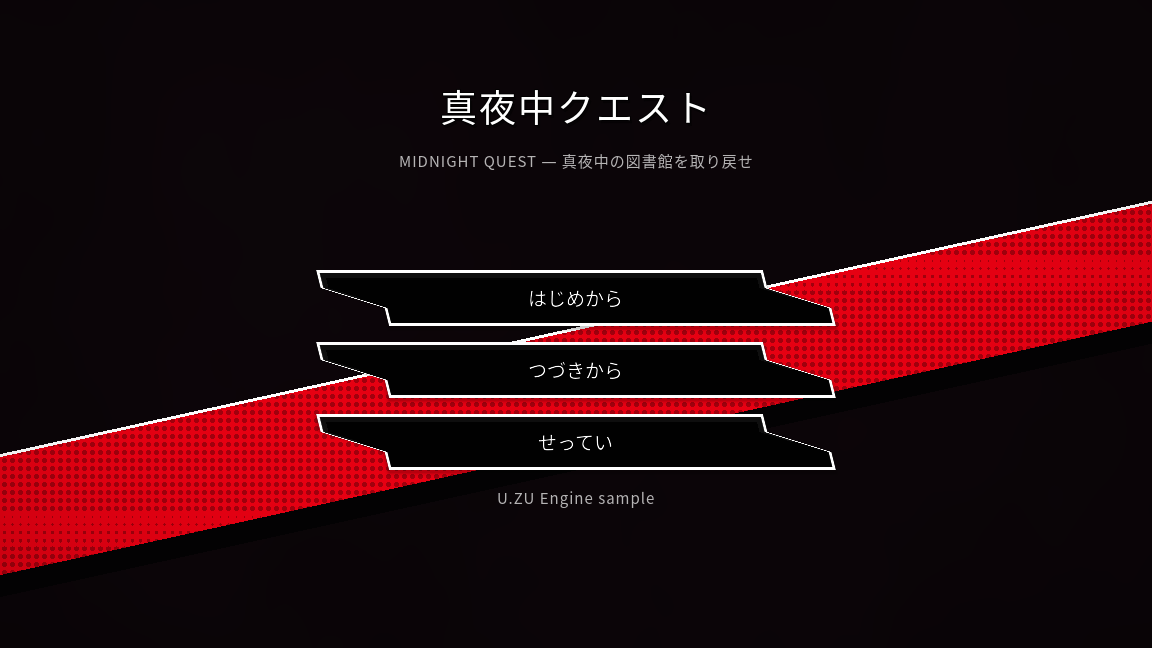 真夜中クエスト
MIDNIGHT QUEST — 真夜中の図書館を取り戻せ
はじめから
つづきから
せってい
U.ZU Engine sample